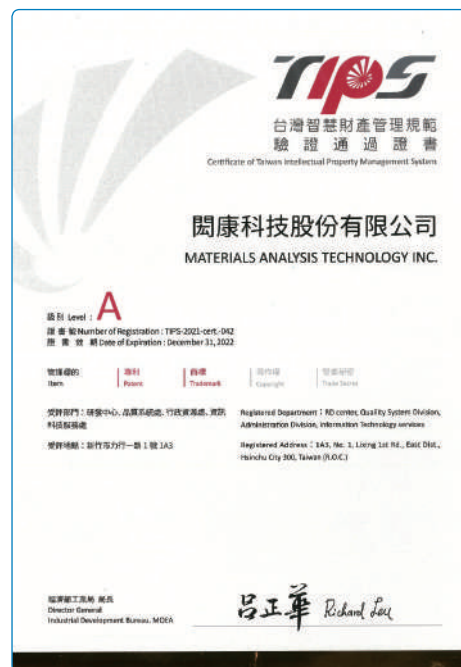 TIPS
台灣智慧財產管理規範
驗證通過證書
Certificate of Taiwan Intellectual Property Management System
閎康科技股份有限公司
MATERIALS ANALYSIS TECHNOLOGY INC.
級別 Level : A
證書號 Number of Registration : TIPS-2021-cert.-042
證書效期 Date of Expiration : December 31, 2022
管理標的 專利 商標 著作權 營業秘密
Item Patent Trademark Copyright Trade Secret
受評部門：研發中心、品質系統處、行政資源處、資訊科技服務處
Registered Department : RD center, Quality System Division, Administration Division, Information Technology services
受評地點：新竹市力行一路 1 號 1A3
Registered Address : 1A3, No. 1, Lixing 1st Rd., East Dist., Hsinchu City 300, Taiwan (R.O.C.)
經濟部工業局 局長
Director General
Industrial Development Bureau, MOEA
呂正華 Richard Leu